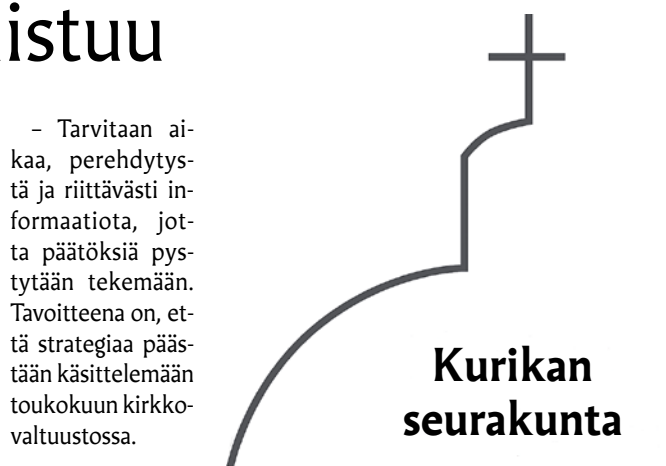 istuu
– Tarvitaan ai-
kaa, perehdytys-
tä ja riittävästi in-
formaatiota, jot-
ta päätöksiä pys-
tytään tekemään.
Tavoitteena on, et-
tä strategiaa pääs-
tään käsittelemään
toukokuun kirkko-
valtuustossa.
Kurikan
seurakunta